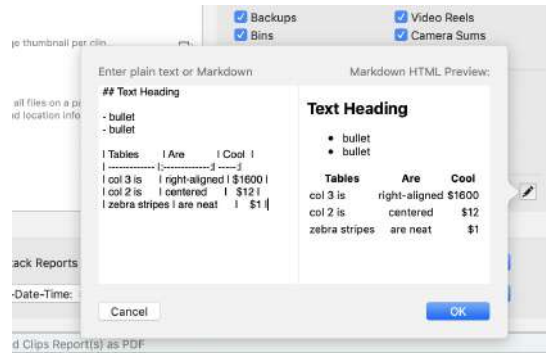 Backups
Video Reels
ge thumbnail per clip
Bins
Camera Sums
Enter plain text or Markdown
Markdown HTML Preview:
## Text Heading
- bullet
- bullet
| Tables | Are | Cool |
| ------------- |:-------------:| -----:|
| col 3 is | right-aligned | $1600 |
| col 2 is | centered | $12 |
| zebra stripes | are neat | $1 |
Text Heading
• bullet
• bullet
Tables Are Cool
col 3 is right-aligned $1600
col 2 is centered $12
zebra stripes are neat $1
all files on a pa
nd location info
ack Reports
-Date-Time:
Cancel
OK
d Clips Report(s) as PDF